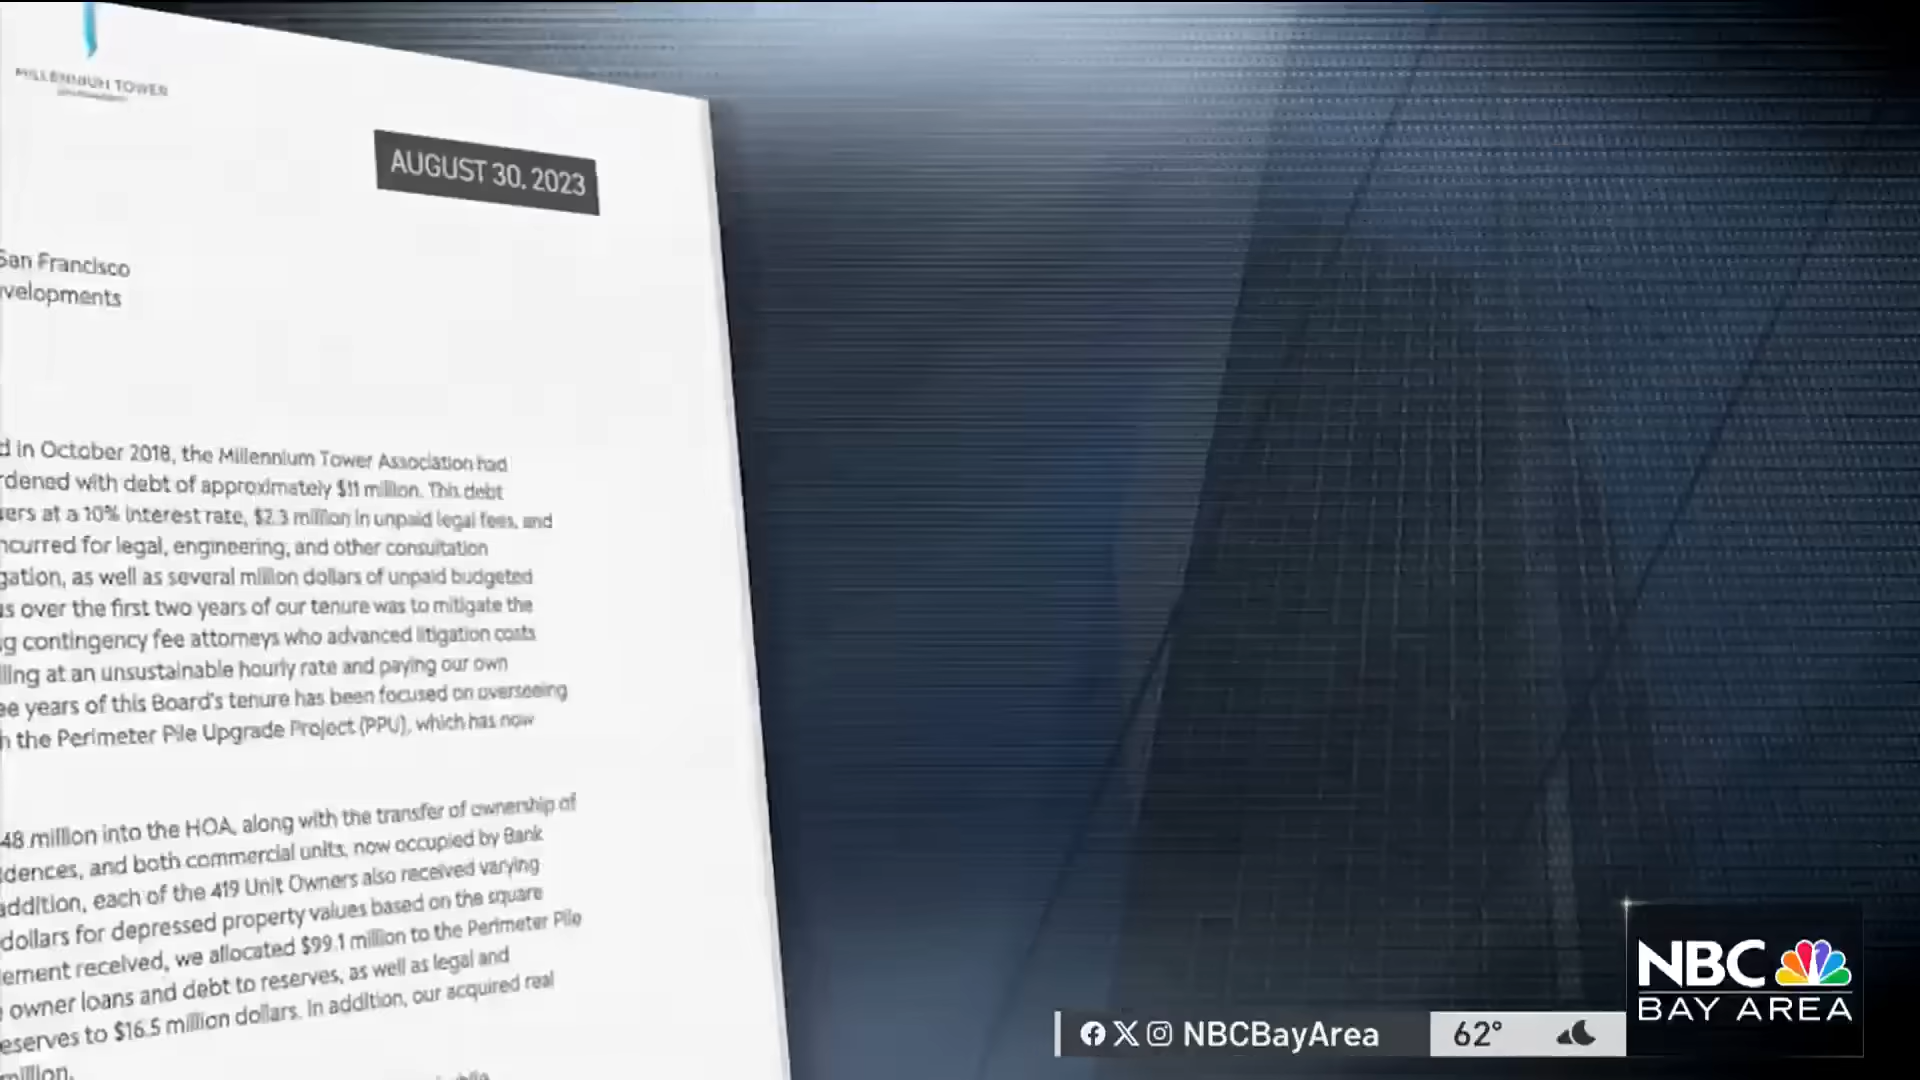 MILLENNIUM TOWER
AUGUST 30, 2023
San Francisco
velopments
d in October 2018, the Millennium Tower Association had
rdened with debt of approximately $11 million. This debt
ers at a 10% interest rate, $2.3 million in unpaid legal fees, and
ncurred for legal, engineering, and other consultation
gation, as well as several million dollars of unpaid budgeted
us over the first two years of our tenure was to mitigate the
g contingency fee attorneys who advanced litigation costs
lling at an unsustainable hourly rate and paying our own
ee years of this Board's tenure has been focused on overseeing
h the Perimeter Pile Upgrade Project (PPU), which has now
48 million into the HOA, along with the transfer of ownership of
idences, and both commercial units, now occupied by Bank
addition, each of the 419 Unit Owners also received varying
dollars for depressed property values based on the square
lement received, we allocated $99.1 million to the Perimeter Pile
owner loans and debt to reserves, as well as legal and
eserves to $16.5 million dollars. In addition, our acquired real
million.
NBC
BAY AREA
NBCBayArea 62°